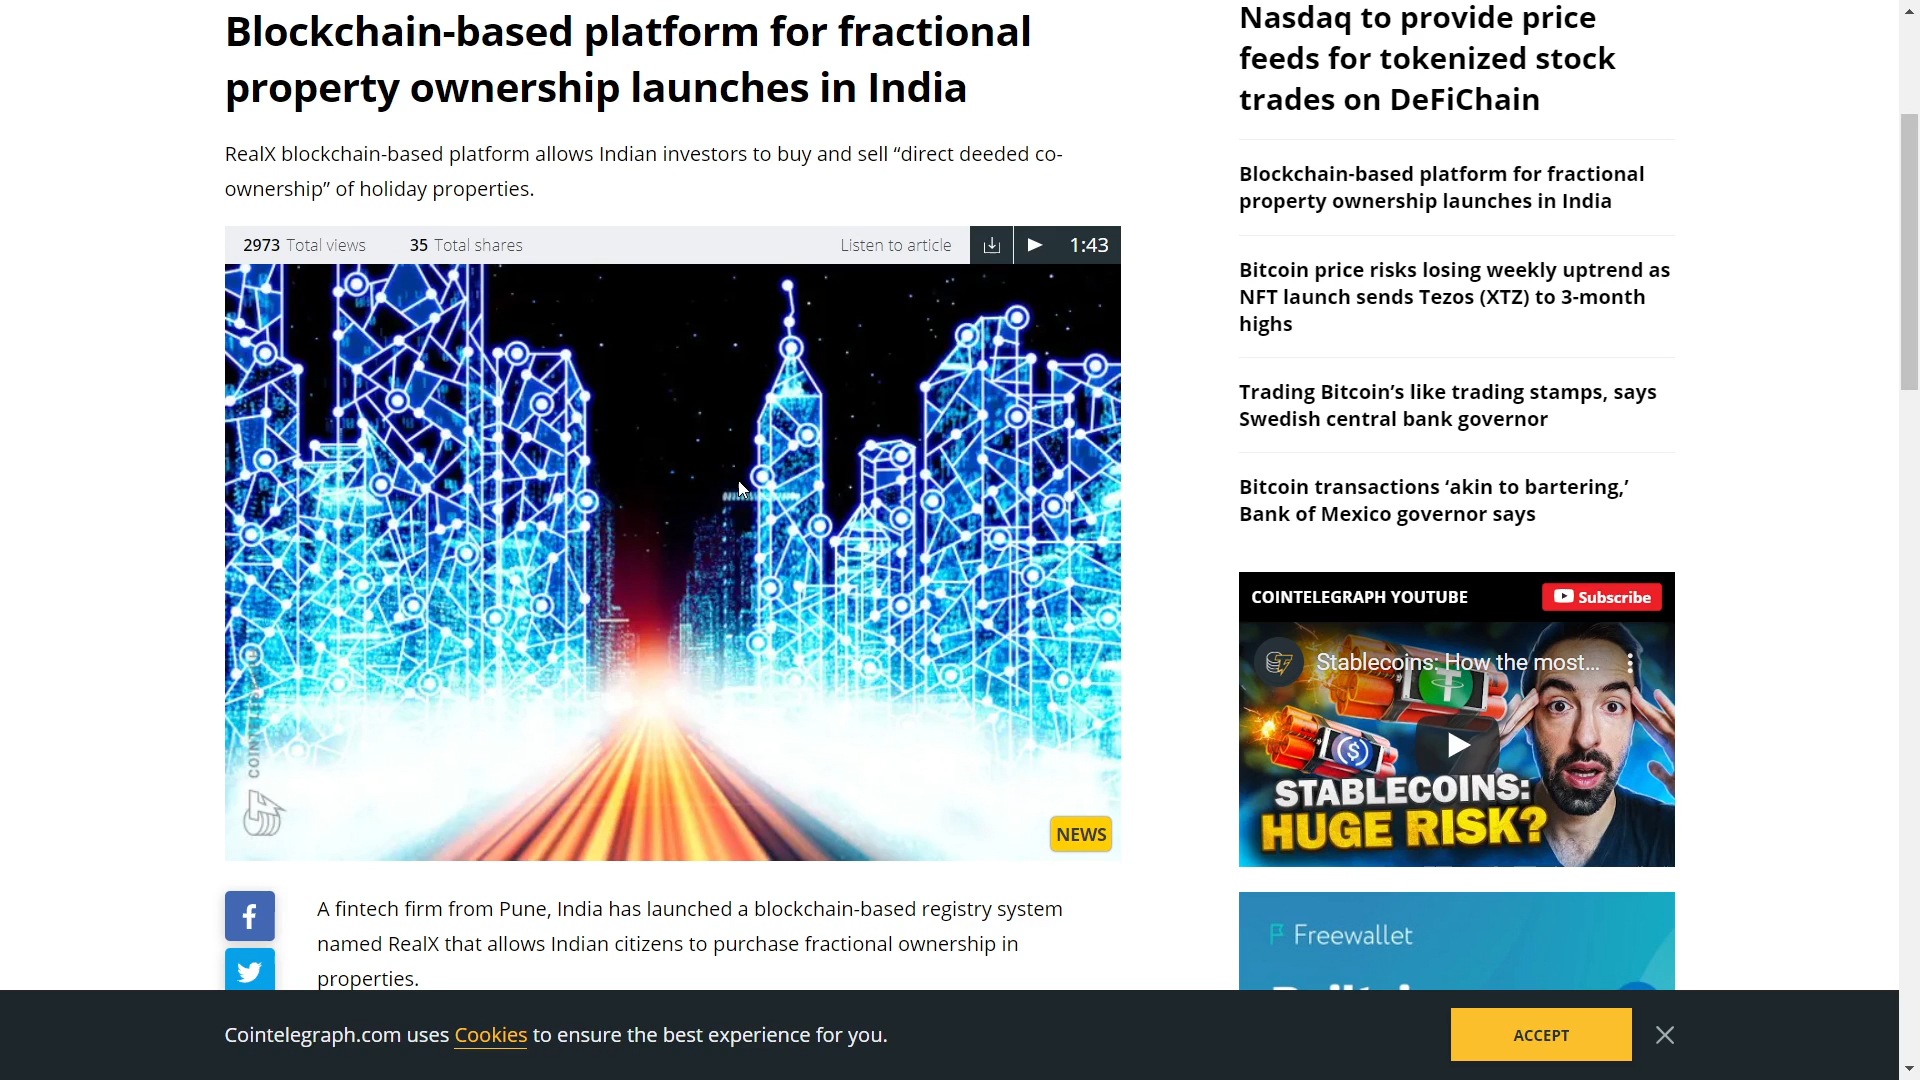 Blockchain-based platform for fractional
property ownership launches in India
RealX blockchain-based platform allows Indian investors to buy and sell “direct deeded co-
ownership” of holiday properties.
2973 Total views 35 Total shares Listen to article 1:43
COINTELEGRAPH
NEWS
A fintech firm from Pune, India has launched a blockchain-based registry system
named RealX that allows Indian citizens to purchase fractional ownership in
properties.
Nasdaq to provide price
feeds for tokenized stock
trades on DeFiChain
Blockchain-based platform for fractional
property ownership launches in India
Bitcoin price risks losing weekly uptrend as
NFT launch sends Tezos (XTZ) to 3-month
highs
Trading Bitcoin’s like trading stamps, says
Swedish central bank governor
Bitcoin transactions ‘akin to bartering,’
Bank of Mexico governor says
COINTELEGRAPH YOUTUBE Subscribe
Stablecoins: How the most...
STABLECOINS:
HUGE RISK?
Freewallet
Cointelegraph.com uses Cookies to ensure the best experience for you.
ACCEPT